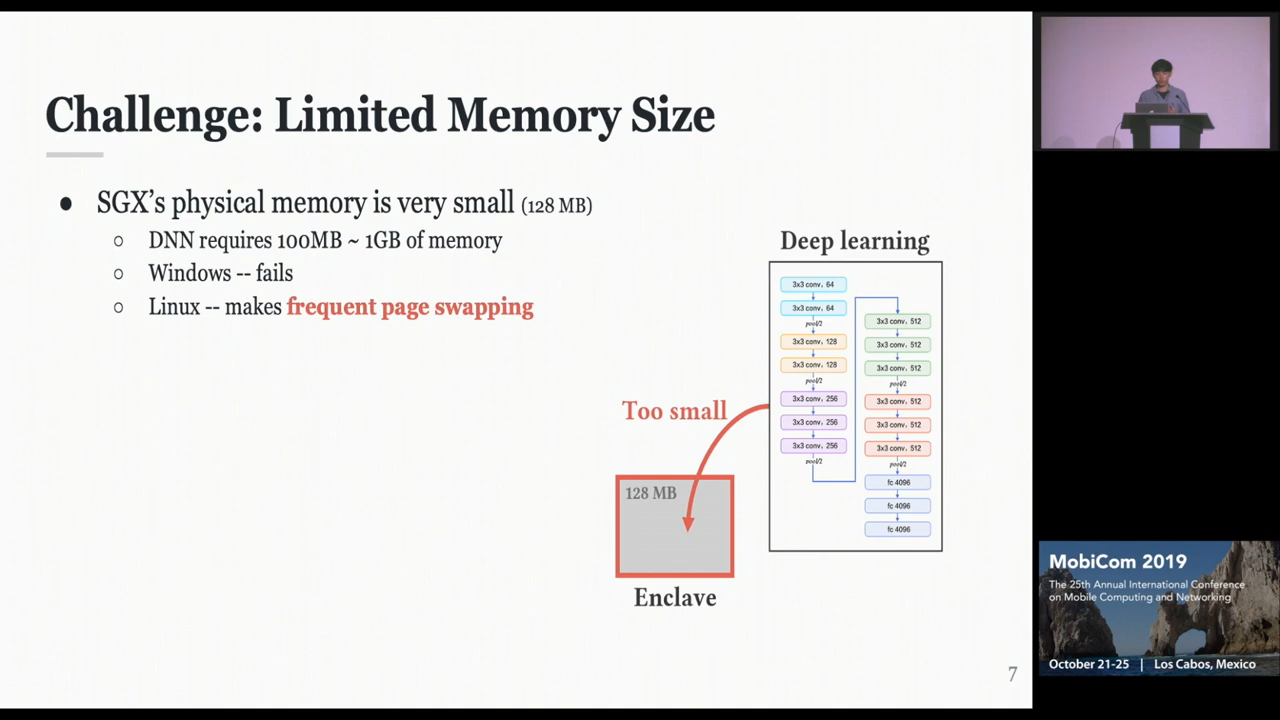 Challenge: Limited Memory Size
● SGX's physical memory is very small (128 MB)
○ DNN requires 100MB ~ 1GB of memory
○ Windows -- fails
○ Linux -- makes frequent page swapping
Deep learning
3x3 conv, 64
3x3 conv, 64
pool/2
3x3 conv, 128
3x3 conv, 128
pool/2
3x3 conv, 256
3x3 conv, 256
3x3 conv, 256
pool/2
3x3 conv, 512
3x3 conv, 512
3x3 conv, 512
pool/2
3x3 conv, 512
3x3 conv, 512
3x3 conv, 512
pool/2
fc 4096
fc 4096
fc 4096
Too small
128 MB
Enclave
7
MobiCom 2019
The 25th Annual International Conference
on Mobile Computing and Networking
October 21-25 | Los Cabos, Mexico